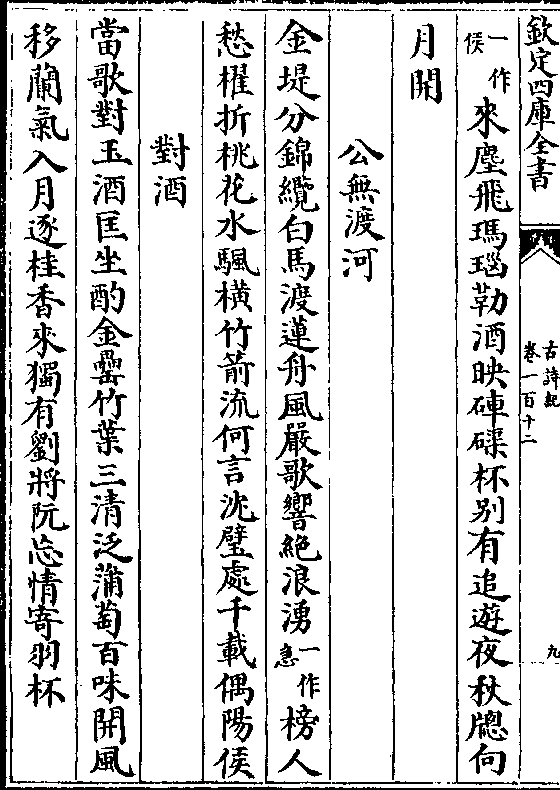 欽定四庫全書
古詩紀
卷一百十二
九
一作
侯
來塵飛瑪瑙勒酒映硨磲杯别有追遊夜秋牕向
月開
公無渡河
金堤分錦纜白馬渡蓮舟風嚴歌響絶浪湧一作急榜人
愁櫂折桃花水颿横竹箭流何言沈璧處千載偶陽侯
對酒
當歌對玉酒匡坐酌金罍竹葉三清泛蒲萄百味開風
移蘭氣入月逐桂香來獨有劉將阮忘情寄羽杯